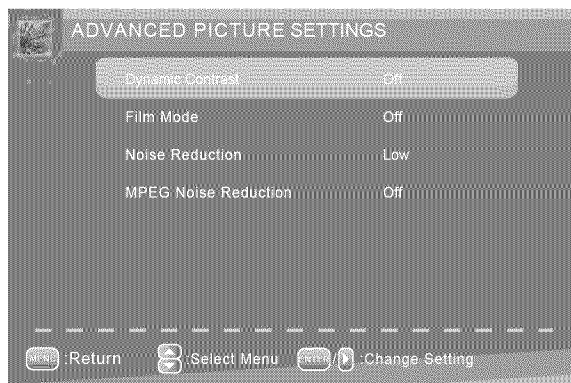 ADVANCED PICTURE SETTINGS
Dynamic Contrast Off
Film Mode Off
Noise Reduction Low
MPEG Noise Reduction Off
MENU :Return :Select Menu ENTER / :Change Setting